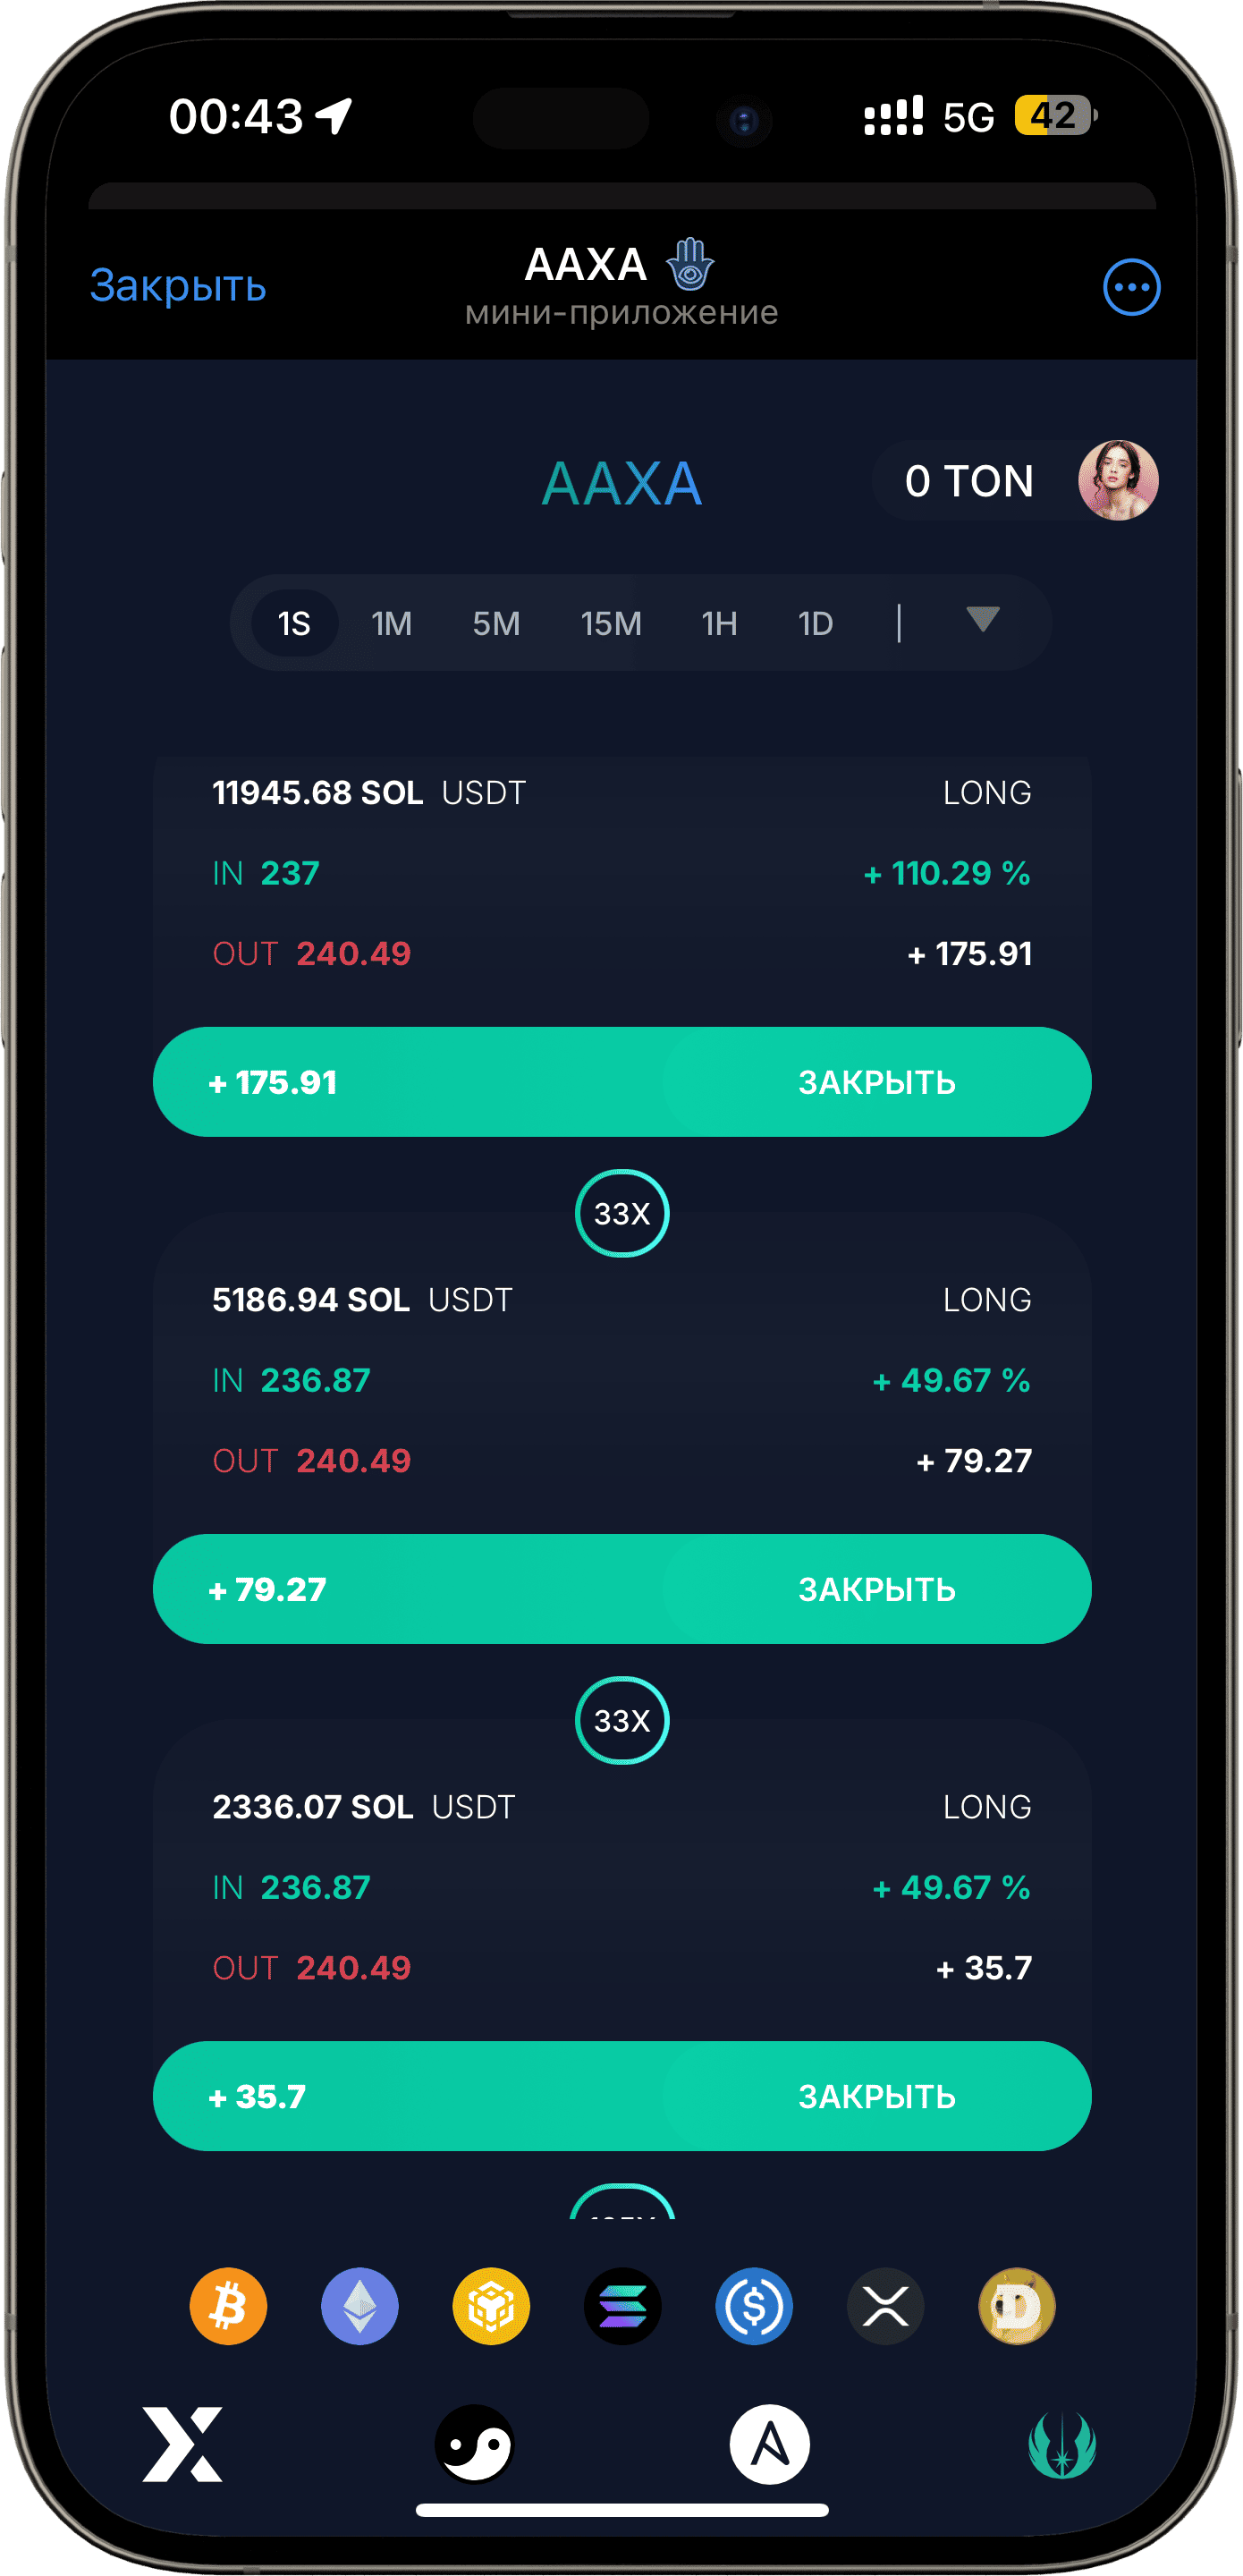 00:43 5G 42
Закрыть
AAXA
мини-приложение
AAXA
0 TON
1S 1M 5M 15M 1H 1D |
11945.68 SOL USDT LONG
IN 237 + 110.29 %
OUT 240.49 + 175.91
+ 175.91 ЗАКРЫТЬ
33X
5186.94 SOL USDT LONG
IN 236.87 + 49.67 %
OUT 240.49 + 79.27
+ 79.27 ЗАКРЫТЬ
33X
2336.07 SOL USDT LONG
IN 236.87 + 49.67 %
OUT 240.49 + 35.7
+ 35.7 ЗАКРЫТЬ